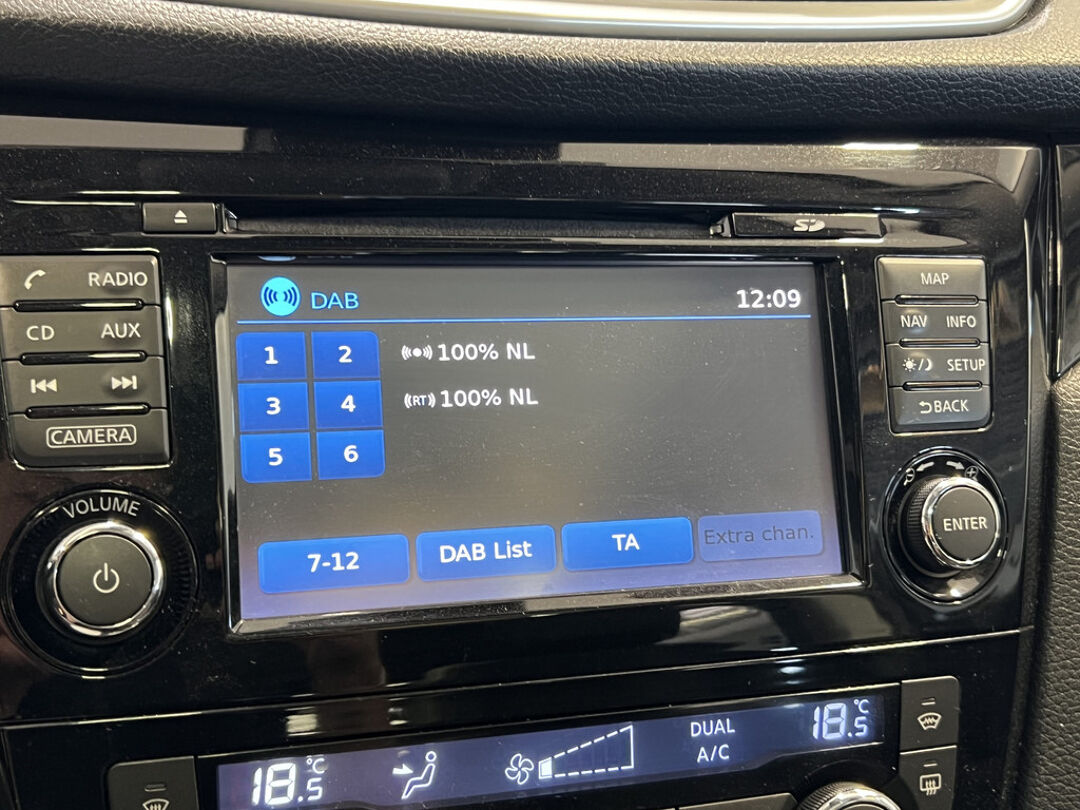 SD
RADIO
CD AUX
CAMERA
VOLUME
DAB 12:09
1 2 100% NL
3 4 (RT) 100% NL
5 6
7-12 DAB List TA Extra chan.
MAP
NAV INFO
SETUP
BACK
ENTER
18.5 °C
DUAL
A/C
18.5 °C